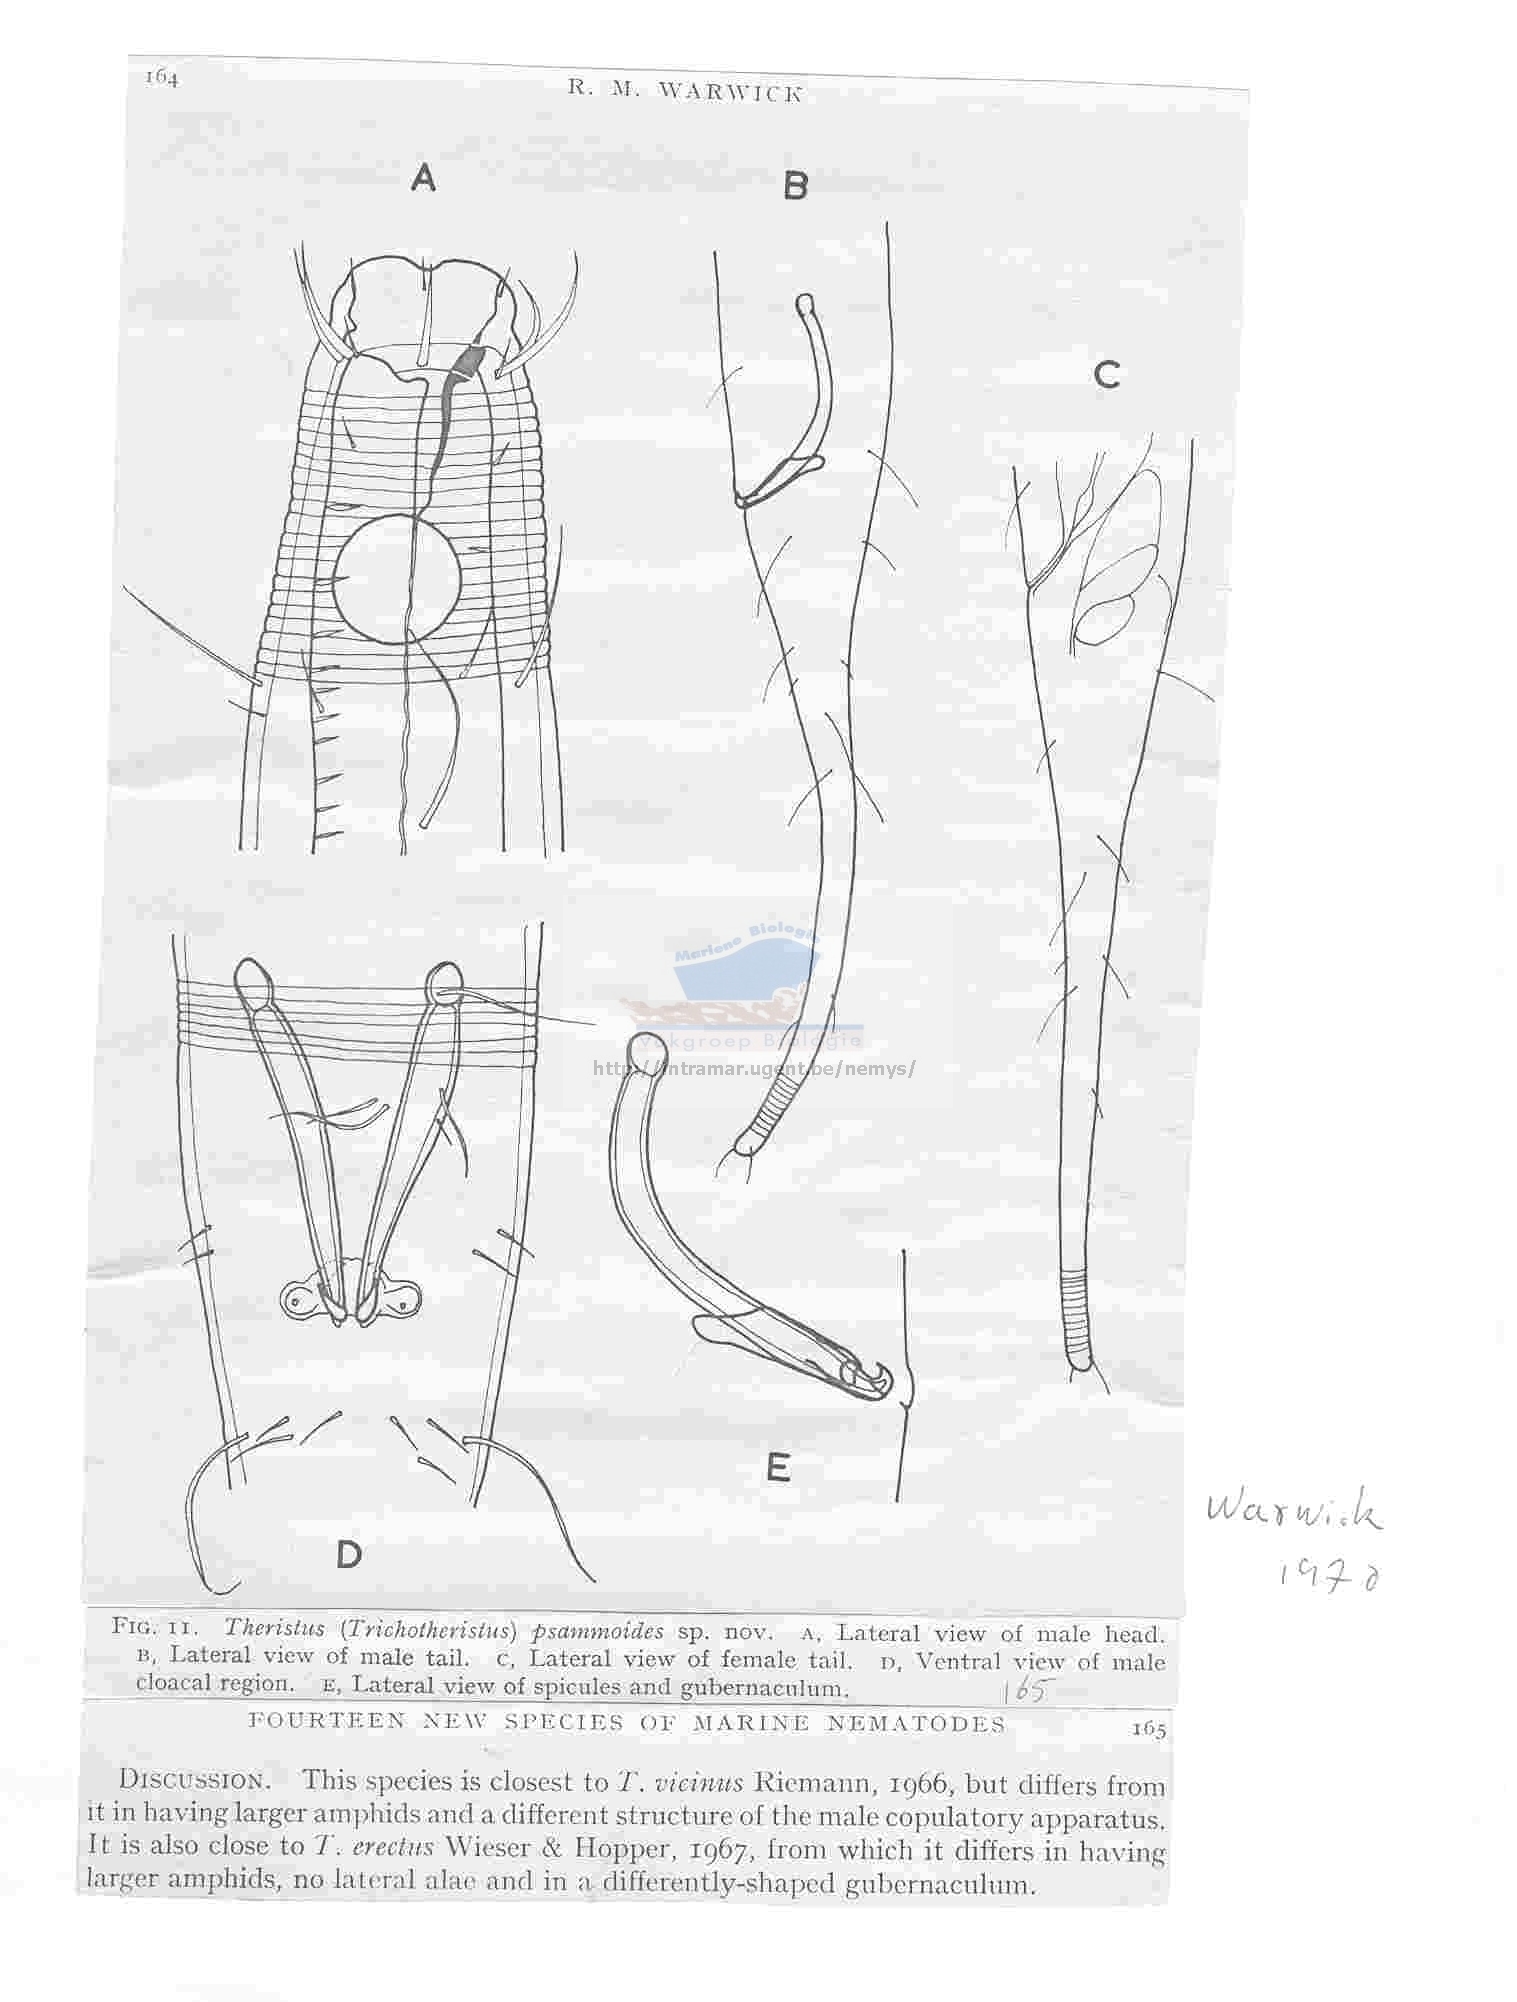 164
R. M. WARWICK
A
B
C
Mariene Biologie
Vakgroep Biologie
http://intramar.ugent.be/nemys/
E
D
Warwick
1970
FIG. 11. Theristus (Trichotheristus) psammoides sp. nov. A, Lateral view of male head.
B, Lateral view of male tail. C, Lateral view of female tail. D, Ventral view of male
cloacal region. E, Lateral view of spicules and gubernaculum.
165
FOURTEEN NEW SPECIES OF MARINE NEMATODES 165
DISCUSSION. This species is closest to T. vicinus Riemann, 1966, but differs from
it in having larger amphids and a different structure of the male copulatory apparatus.
It is also close to T. erectus Wieser & Hopper, 1967, from which it differs in having
larger amphids, no lateral alae and in a differently-shaped gubernaculum.